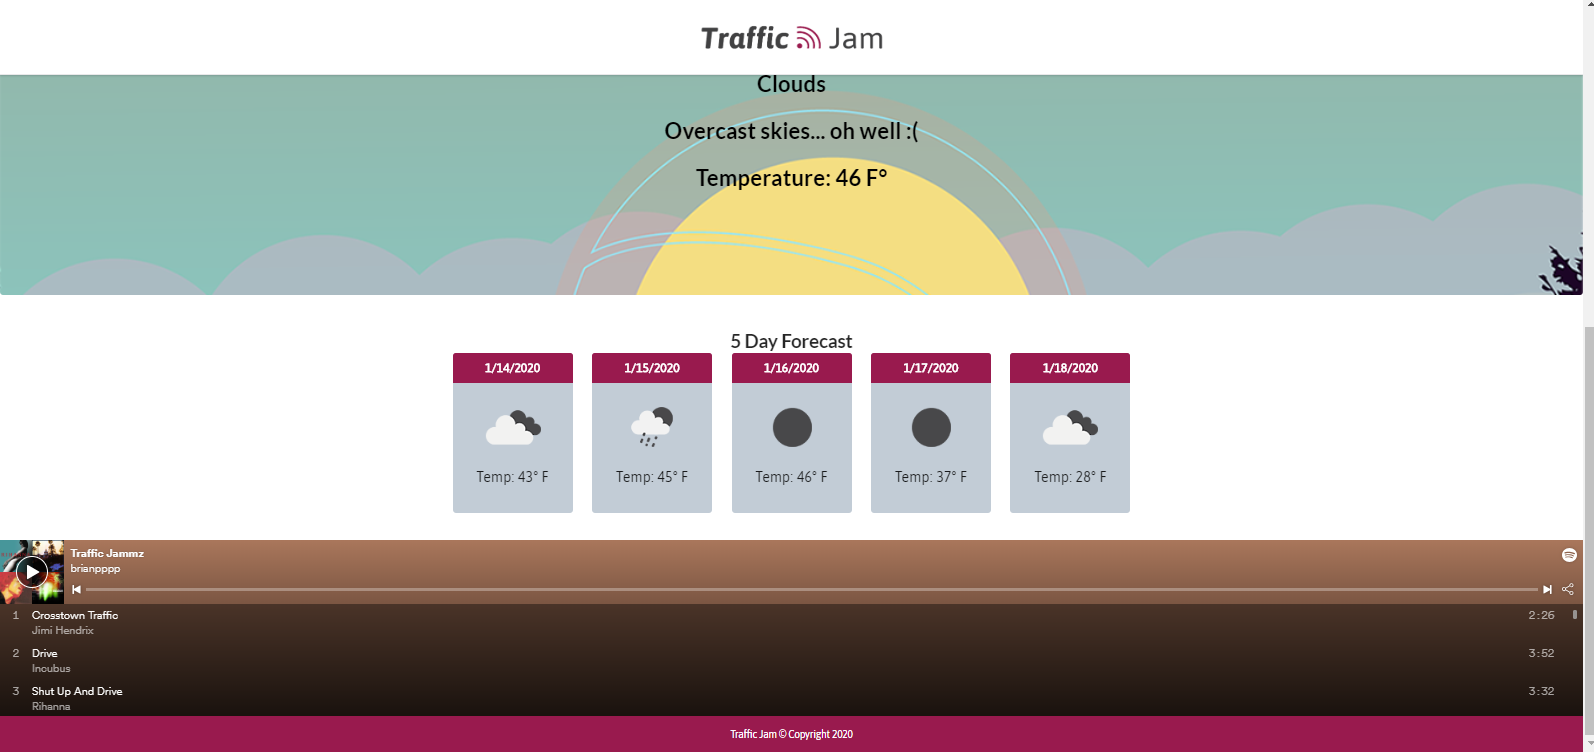 Traffic Jam
Clouds
Overcast skies... oh well :(
Temperature: 46 F°
5 Day Forecast
1/14/2020 1/15/2020 1/16/2020 1/17/2020 1/18/2020
Temp: 43° F Temp: 45° F Temp: 46° F Temp: 37° F Temp: 28° F
Traffic Jammz
brianpppp
1 Crosstown Traffic 2:26
Jimi Hendrix
2 Drive 3:52
Incubus
3 Shut Up And Drive 3:32
Rihanna
Traffic Jam © Copyright 2020